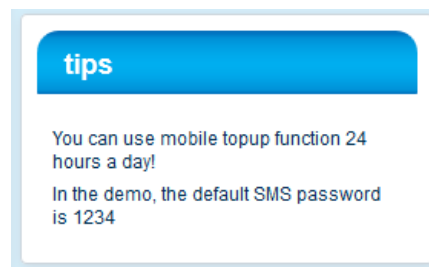 tips
You can use mobile topup function 24
hours a day!
In the demo, the default SMS password
is 1234